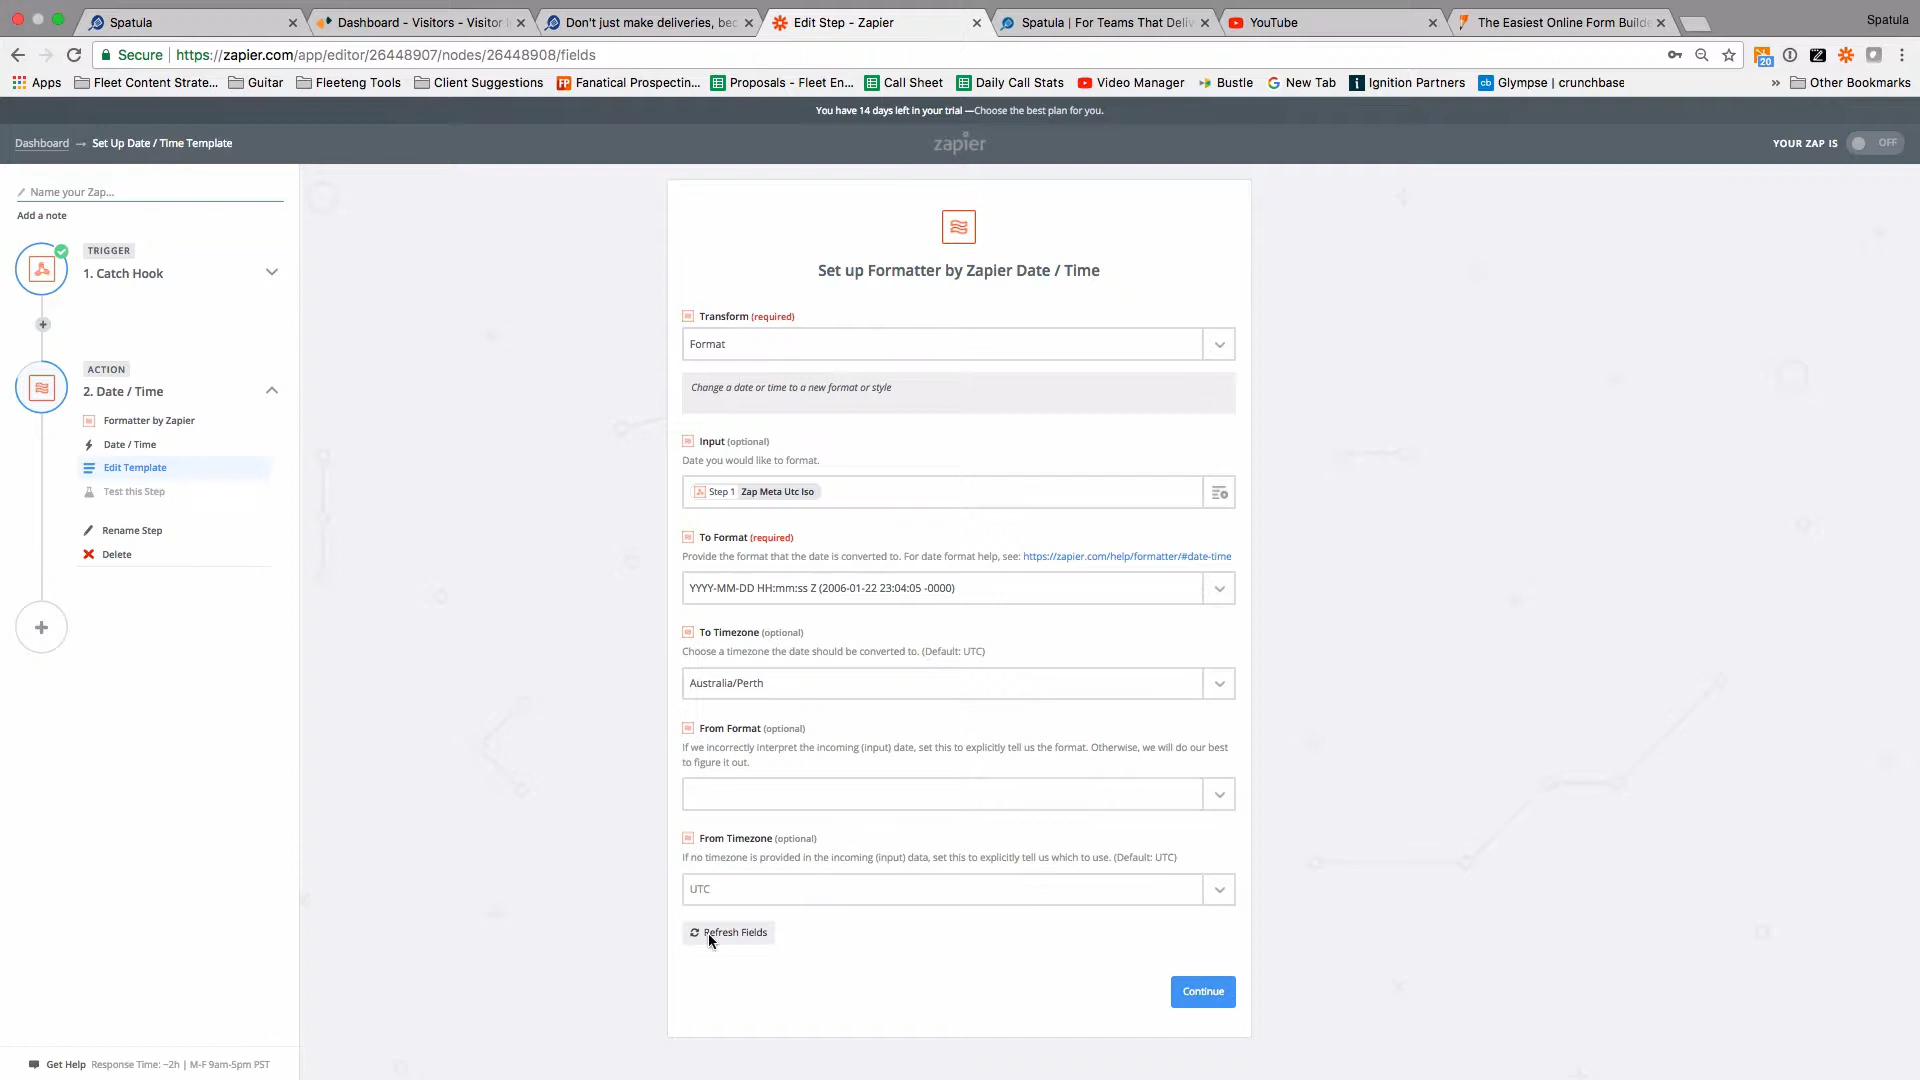 Spatula
Dashboard - Visitors - Visitor I
Don't just make deliveries, bec
Edit Step - Zapier
Spatula | For Teams That Deliv
YouTube
The Easiest Online Form Builde
Spatula
Secure
https://zapier.com/app/editor/26448907/nodes/26448908/fields
20
Apps
Fleet Content Strate...
Guitar
Fleeteng Tools
Client Suggestions
FP
Fanatical Prospectin...
Proposals - Fleet En...
Call Sheet
Daily Call Stats
Video Manager
Bustle
New Tab
Ignition Partners
cb
Glympse | crunchbase
»
Other Bookmarks
You have 14 days left in your trial —Choose the best plan for you.
Dashboard → Set Up Date / Time Template
zapier
YOUR ZAP IS
OFF
Name your Zap...
Add a note
TRIGGER
1. Catch Hook
ACTION
2. Date / Time
Formatter by Zapier
Date / Time
Edit Template
Test this Step
Rename Step
Delete
Get Help Response Time: ~2h | M-F 9am-5pm PST
Set up Formatter by Zapier Date / Time
Transform (required)
Format
Change a date or time to a new format or style
Input (optional)
Date you would like to format.
Step 1 Zap Meta Utc Iso
To Format (required)
Provide the format that the date is converted to. For date format help, see: https://zapier.com/help/formatter/#date-time
YYYY-MM-DD HH:mm:ss Z (2006-01-22 23:04:05 -0000)
To Timezone (optional)
Choose a timezone the date should be converted to. (Default: UTC)
Australia/Perth
From Format (optional)
If we incorrectly interpret the incoming (input) date, set this to explicitly tell us the format. Otherwise, we will do our best
to figure it out.
From Timezone (optional)
If no timezone is provided in the incoming (input) data, set this to explicitly tell us which to use. (Default: UTC)
UTC
Refresh Fields
Continue